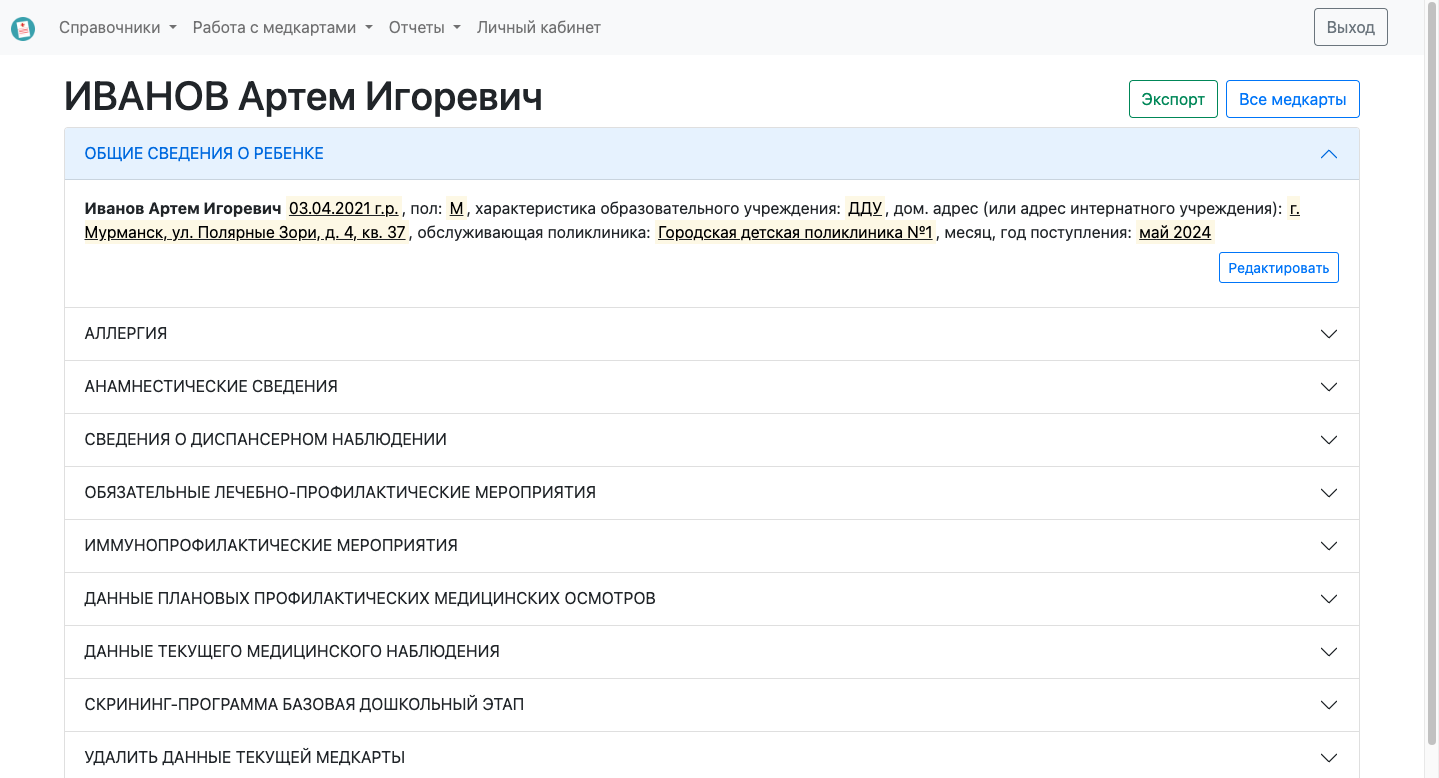 Справочники Работа с медкартами Отчеты Личный кабинет Выход
ИВАНОВ Артем Игоревич Экспорт Все медкарты
ОБЩИЕ СВЕДЕНИЯ О РЕБЕНКЕ
Иванов Артем Игоревич 03.04.2021 г.р., пол: М, характеристика образовательного учреждения: ДДУ, дом. адрес (или адрес интернатного учреждения): г.
Мурманск, ул. Полярные Зори, д. 4, кв. 37, обслуживающая поликлиника: Городская детская поликлиника №1, месяц, год поступления: май 2024
Редактировать
АЛЛЕРГИЯ
АНАМНЕСТИЧЕСКИЕ СВЕДЕНИЯ
СВЕДЕНИЯ О ДИСПАНСЕРНОМ НАБЛЮДЕНИИ
ОБЯЗАТЕЛЬНЫЕ ЛЕЧЕБНО-ПРОФИЛАКТИЧЕСКИЕ МЕРОПРИЯТИЯ
ИММУНОПРОФИЛАКТИЧЕСКИЕ МЕРОПРИЯТИЯ
ДАННЫЕ ПЛАНОВЫХ ПРОФИЛАКТИЧЕСКИХ МЕДИЦИНСКИХ ОСМОТРОВ
ДАННЫЕ ТЕКУЩЕГО МЕДИЦИНСКОГО НАБЛЮДЕНИЯ
СКРИНИНГ-ПРОГРАММА БАЗОВАЯ ДОШКОЛЬНЫЙ ЭТАП
УДАЛИТЬ ДАННЫЕ ТЕКУЩЕЙ МЕДКАРТЫ